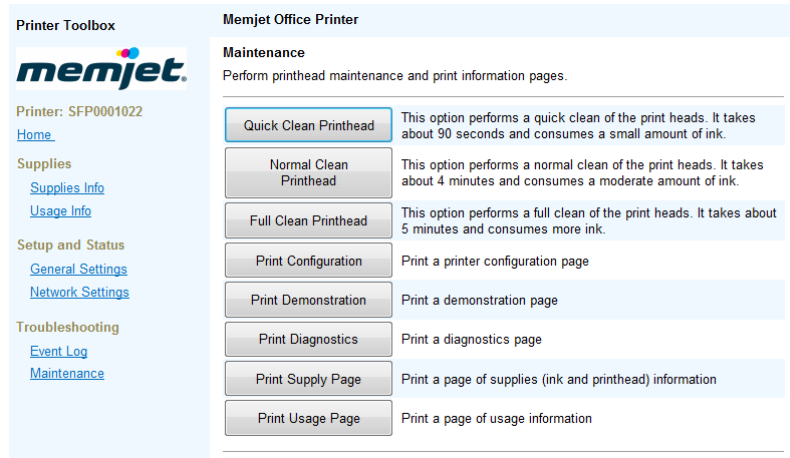 Printer Toolbox
memjet.
Printer: SFP0001022
Home
Supplies
Supplies Info
Usage Info
Setup and Status
General Settings
Network Settings
Troubleshooting
Event Log
Maintenance
Memjet Office Printer
Maintenance
Perform printhead maintenance and print information pages.
Quick Clean Printhead
This option performs a quick clean of the print heads. It takes
about 90 seconds and consumes a small amount of ink.
Normal Clean
Printhead
This option performs a normal clean of the print heads. It takes
about 4 minutes and consumes a moderate amount of ink.
Full Clean Printhead
This option performs a full clean of the print heads. It takes about
5 minutes and consumes more ink.
Print Configuration
Print a printer configuration page
Print Demonstration
Print a demonstration page
Print Diagnostics
Print a diagnostics page
Print Supply Page
Print a page of supplies (ink and printhead) information
Print Usage Page
Print a page of usage information